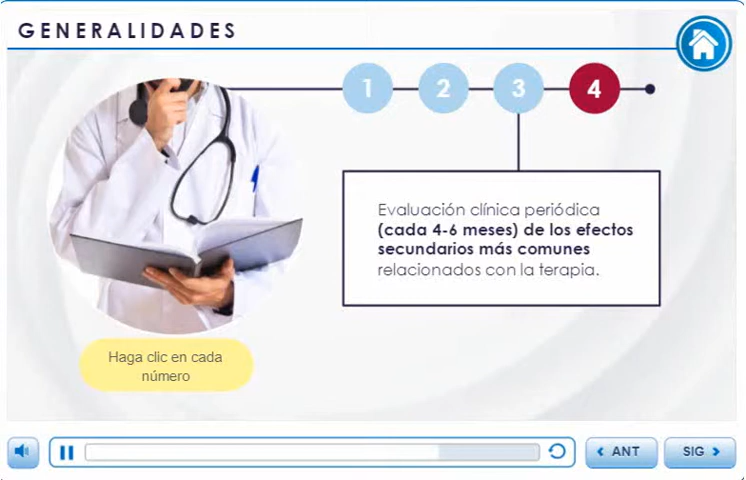 GENERALIDADES
1 2 3 4
Evaluación clínica periódica
(cada 4-6 meses) de los efectos
secundarios más comunes
relacionados con la terapia.
Haga clic en cada
número
ANT
SIG